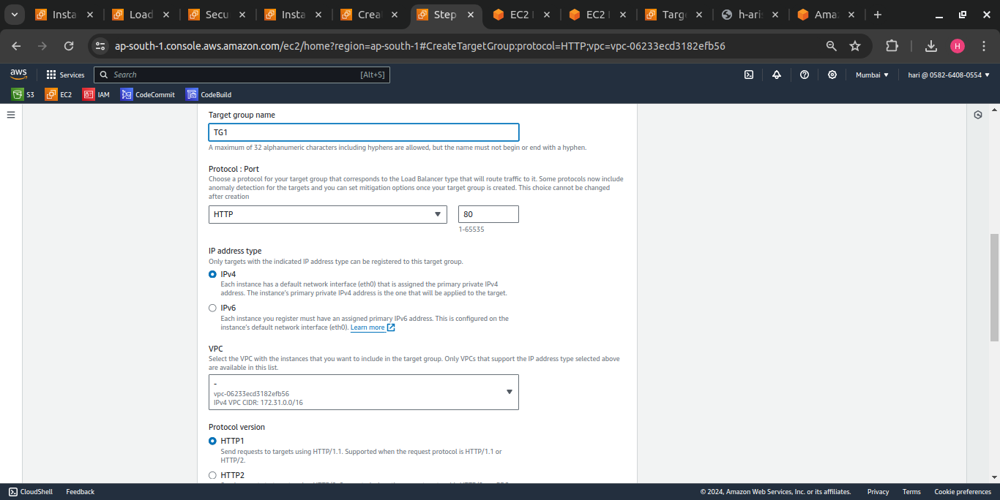 Insta
Load
Secu
Insta
Crea
Step
EC2
EC2
Targ
h-ari
Ama
ap-south-1.console.aws.amazon.com/ec2/home?region=ap-south-1#CreateTargetGroup:protocol=HTTP;vpc=vpc-06233ecd3182efb56
H
aws
Services
Search
[Alt+S]
Mumbai
hari @ 0582-6408-0554
S3
EC2
IAM
CodeCommit
CodeBuild
Target group name
TG1
A maximum of 32 alphanumeric characters including hyphens are allowed, but the name must not begin or end with a hyphen.
Protocol : Port
Choose a protocol for your target group that corresponds to the Load Balancer type that will route traffic to it. Some protocols now include
anomaly detection for the targets and you can set mitigation options once your target group is created. This choice cannot be changed
after creation
HTTP
80
1-65535
IP address type
Only targets with the indicated IP address type can be registered to this target group.
IPv4
Each instance has a default network interface (eth0) that is assigned the primary private IPv4
address. The instance's primary private IPv4 address is the one that will be applied to the target.
IPv6
Each instance you register must have an assigned primary IPv6 address. This is configured on the
instance's default network interface (eth0). Learn more
VPC
Select the VPC with the instances that you want to include in the target group. Only VPCs that support the IP address type selected above
are available in this list.
-
vpc-06233ecd3182efb56
IPv4 VPC CIDR: 172.31.0.0/16
Protocol version
HTTP1
Send requests to targets using HTTP/1.1. Supported when the request protocol is HTTP/1.1 or
HTTP/2.
HTTP2
CloudShell
Feedback
© 2024, Amazon Web Services, Inc. or its affiliates.
Privacy
Terms
Cookie preferences